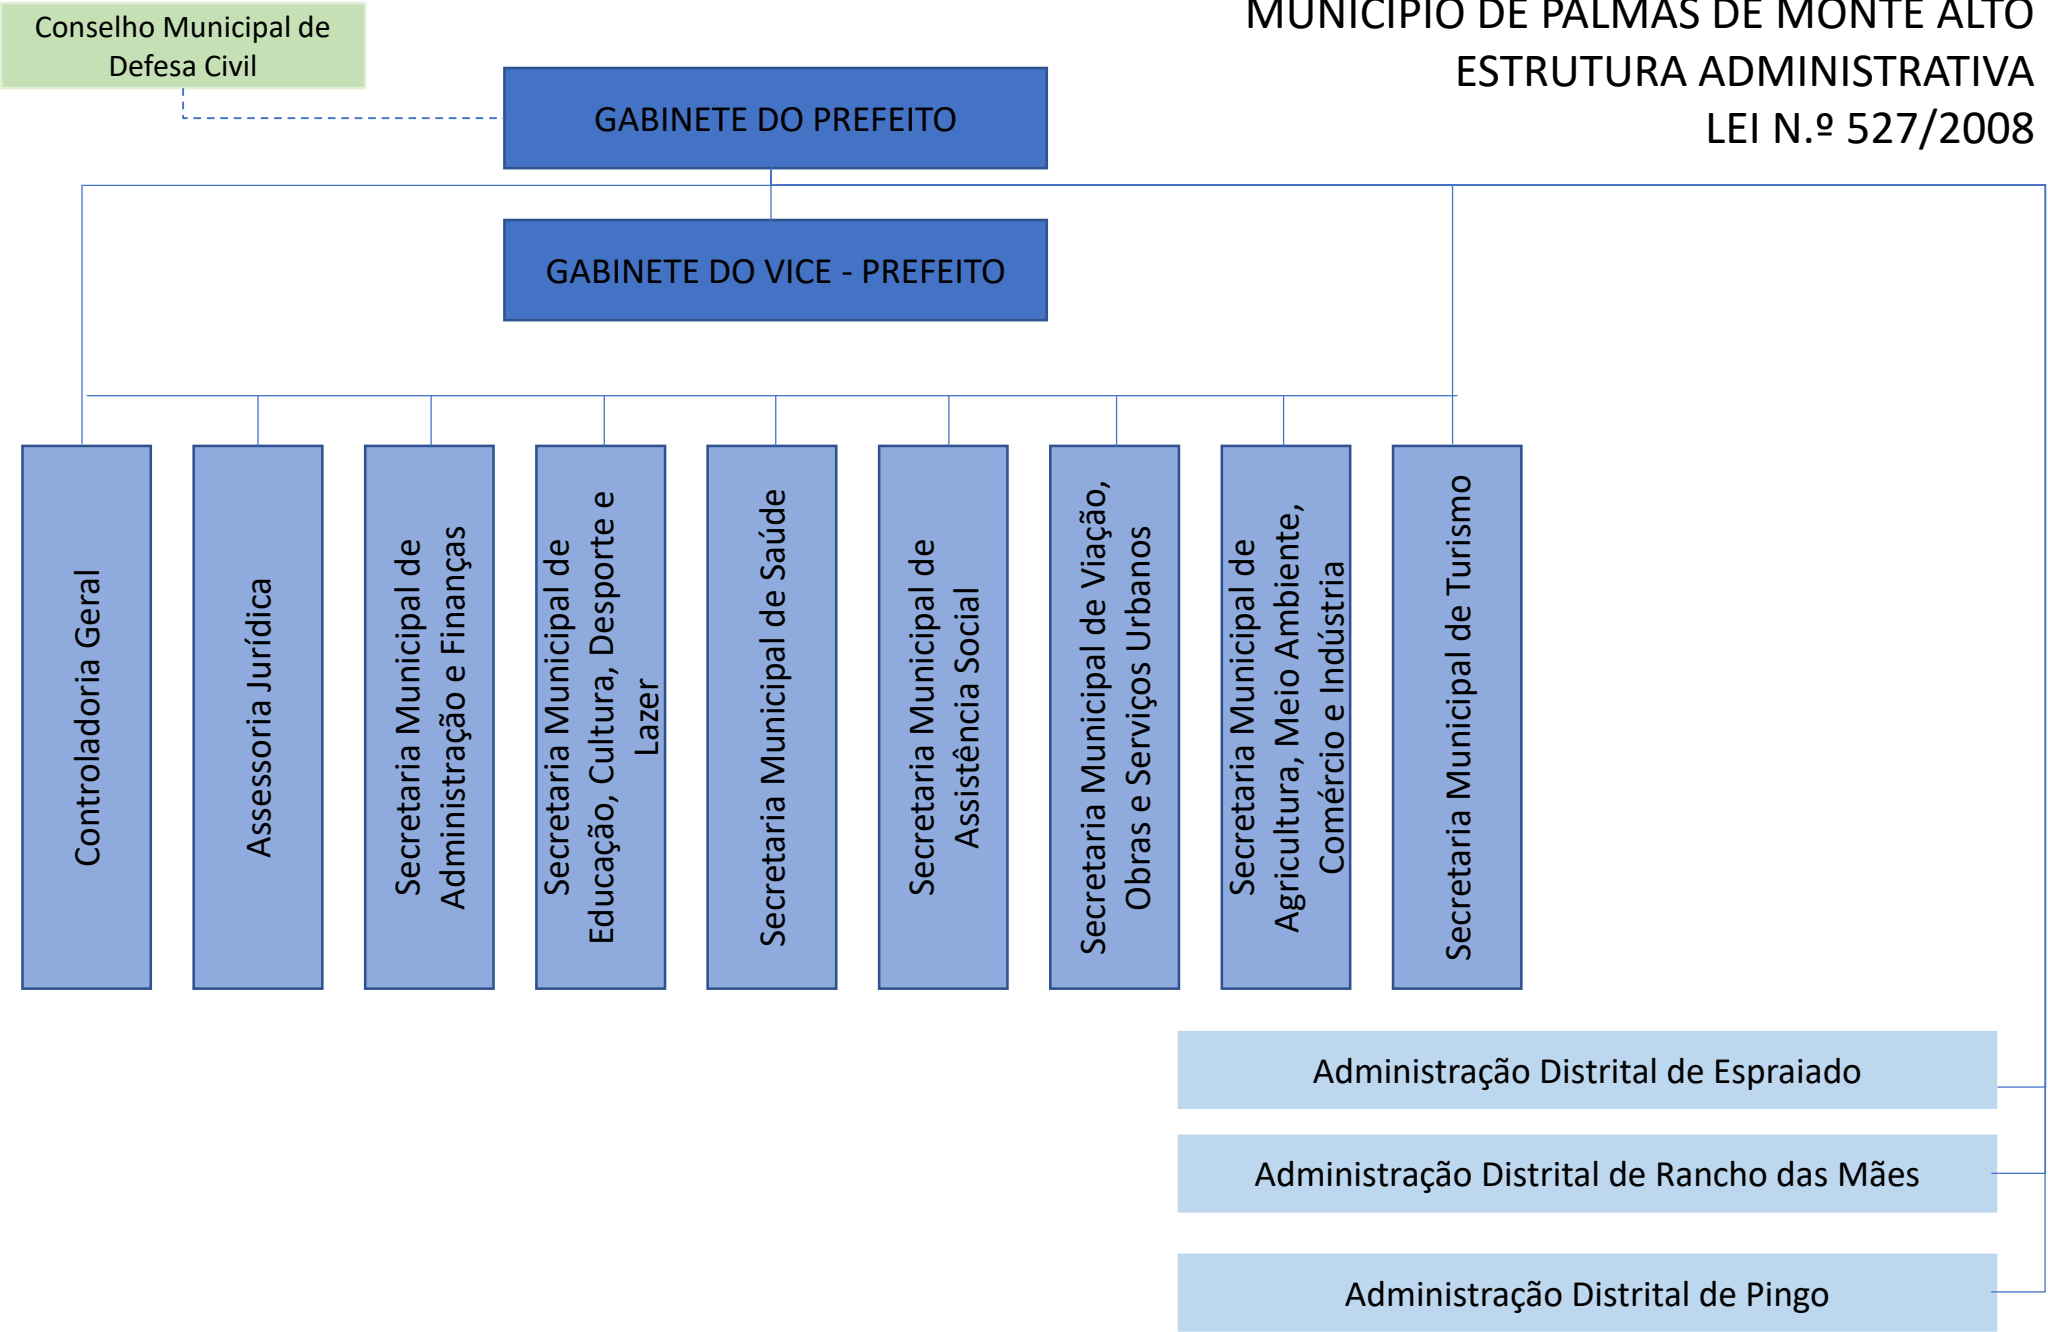 Conselho Municipal de
Defesa Civil
MUNICÍPIO DE PALMAS DE MONTE ALTO
ESTRUTURA ADMINISTRATIVA
LEI N.º 527/2008
GABINETE DO PREFEITO
GABINETE DO VICE - PREFEITO
Controladoria Geral
Assessoria Jurídica
Secretaria Municipal de
Administração e Finanças
Secretaria Municipal de
Educação, Cultura, Desporte e
Lazer
Secretaria Municipal de Saúde
Secretaria Municipal de
Assistência Social
Secretaria Municipal de Viação,
Obras e Serviços Urbanos
Secretaria Municipal de
Agricultura, Meio Ambiente,
Comércio e Indústria
Secretaria Municipal de Turismo
Administração Distrital de Espraiado
Administração Distrital de Rancho das Mães
Administração Distrital de Pingo